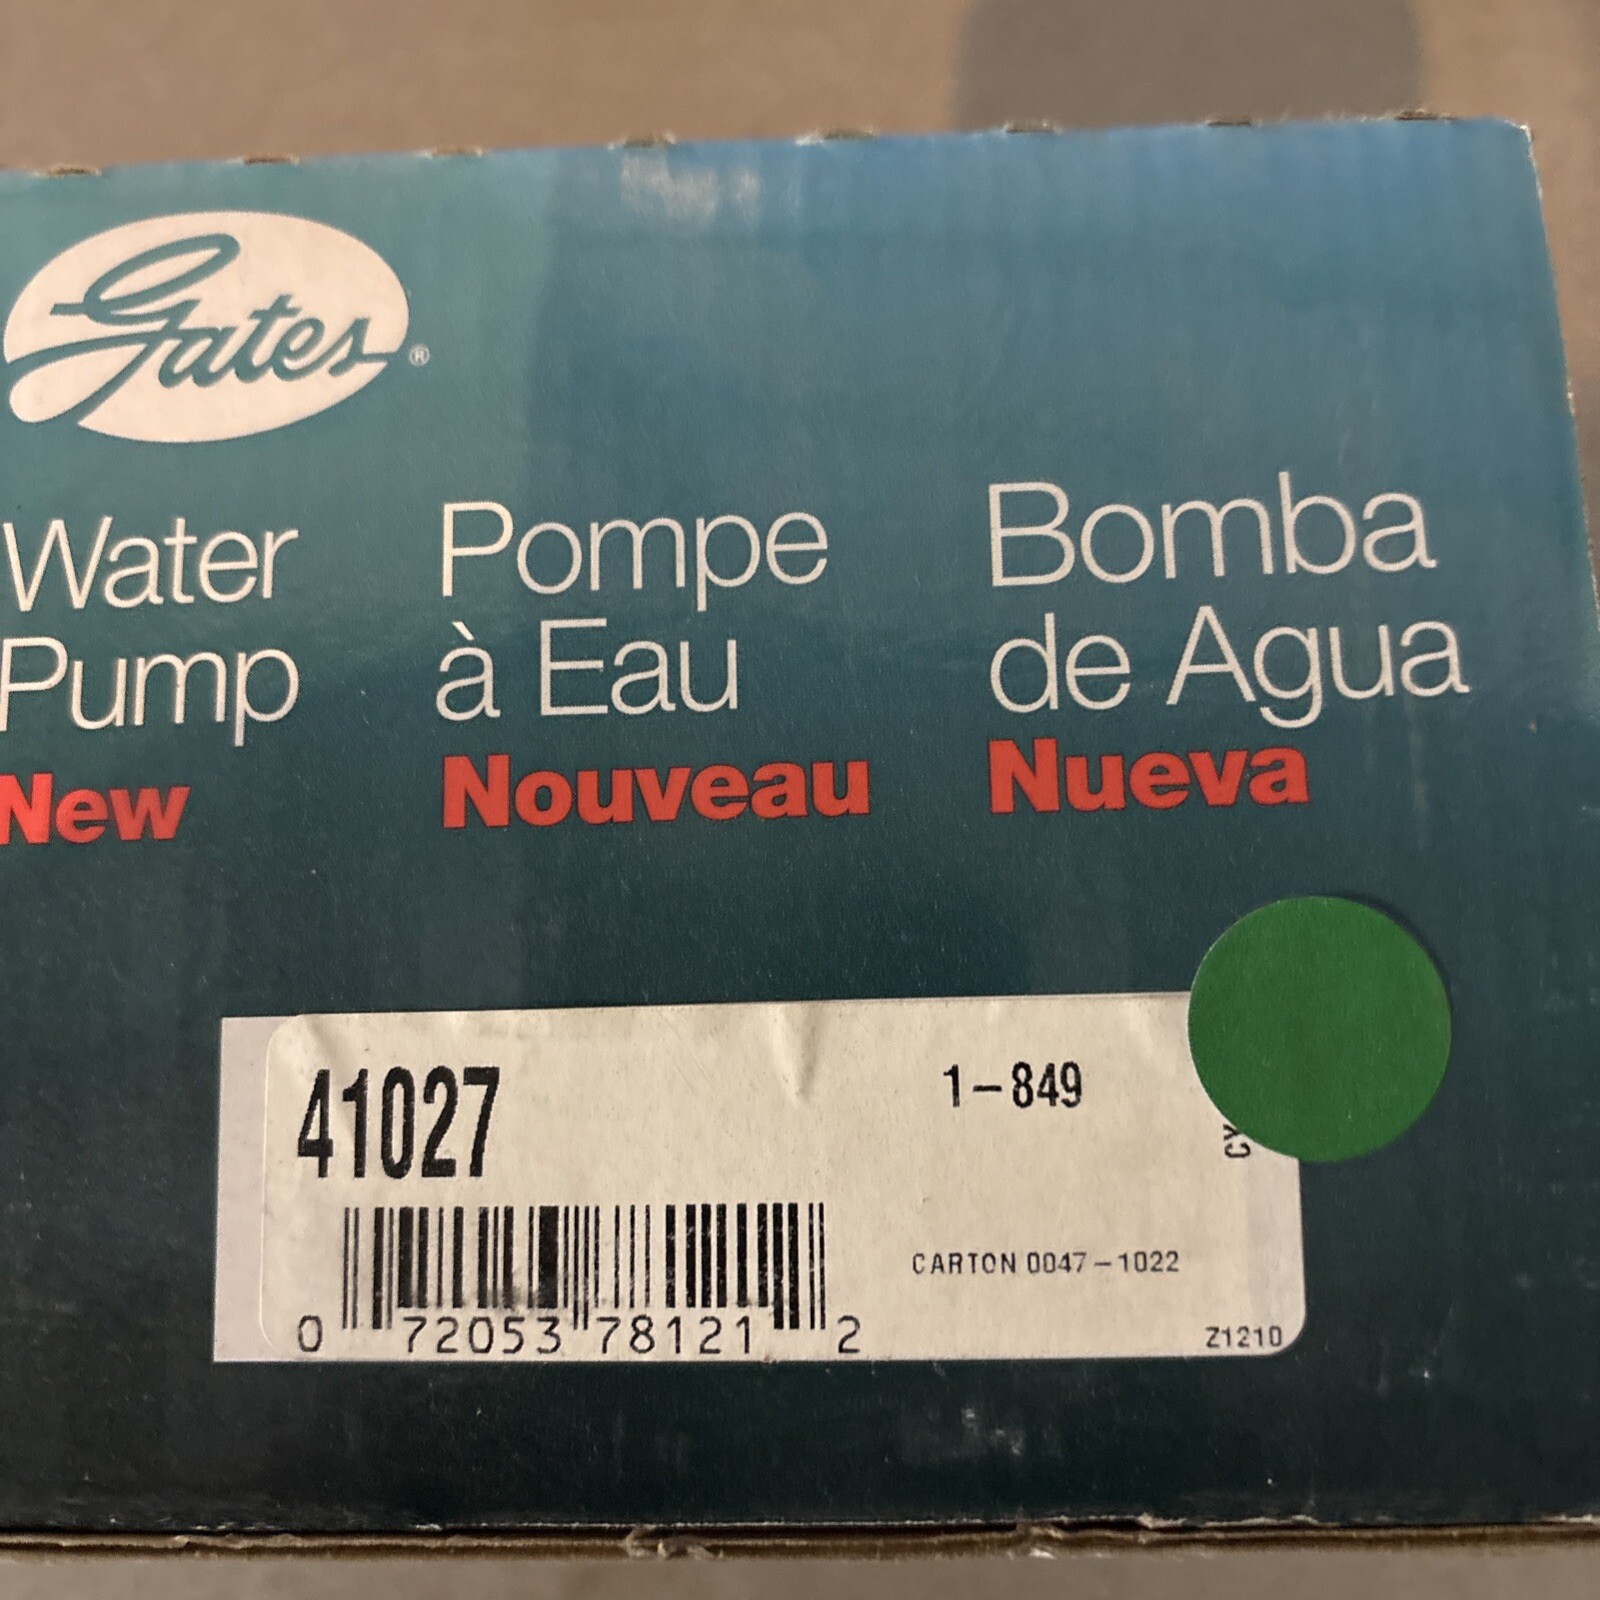 Gates®
Water
Pump
New
Pompe
à Eau
Nouveau
Bomba
de Agua
Nueva
41027
1-849
CARTON 0047-1022
0 72053 78121 2
Z1210